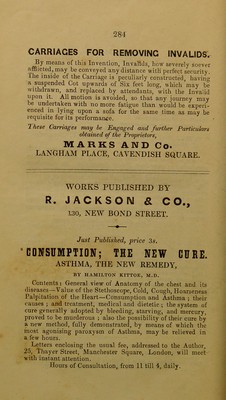 284
CARRIAGES FOR REMOVING INVALIDS.
By means of this Invention, Invalids, how severely soever
afflicted, may be conveyed any distance with perfect security.
The inside of the Carriage is peculiarly constructed, having
a suspended Cot upwards of Six feet long, which may be
withdrawn, and replaced by attendants, with the Invalid
upon it. All motion is avoided, so that any journey may
be undertaken with no more fatigue than would be experi-
enced in lying upon a sofa for the same time as may be
requisite for its performance.
These Carriages may be Engaged and further Particulars
obtained of the Proprietors,
MARKS AND Co.
LANGHAM PLACE, CAVENDISH SQUARE.
WORKS PUBLISHED BY
R. JACKSON & CO.,
130, NEW BOND STREET.
Just Published, price 3s.
CONSUMPTION; THE NEW CURE.
ASTHMA, THE NEW REMEDY,
BY HAMILTON KITTOE, M.D.
Contents: General view of Anatomy of the chest and its
diseases—Value of the Stethoscope, Cold, Cough, Hoarseness
Palpitation of the Heart—Consumption and Asthma; their
causes; and treatment, medical and dietetic; the system of
cure generally adopted by bleeding, starving, and mercury,
proved to be murderous; also the possibility of their cure by
a new method, fully demonstrated, by means of which the
most agonising paroxysm of Asthma, may be relieved in
a few hours.
Letters enclosing the usual fee, addressed to the Author,
25, Thayer Street, Manchester Square, London, will meet
with instant attention.
Hours of Consultation, from 11 till 4, daily.